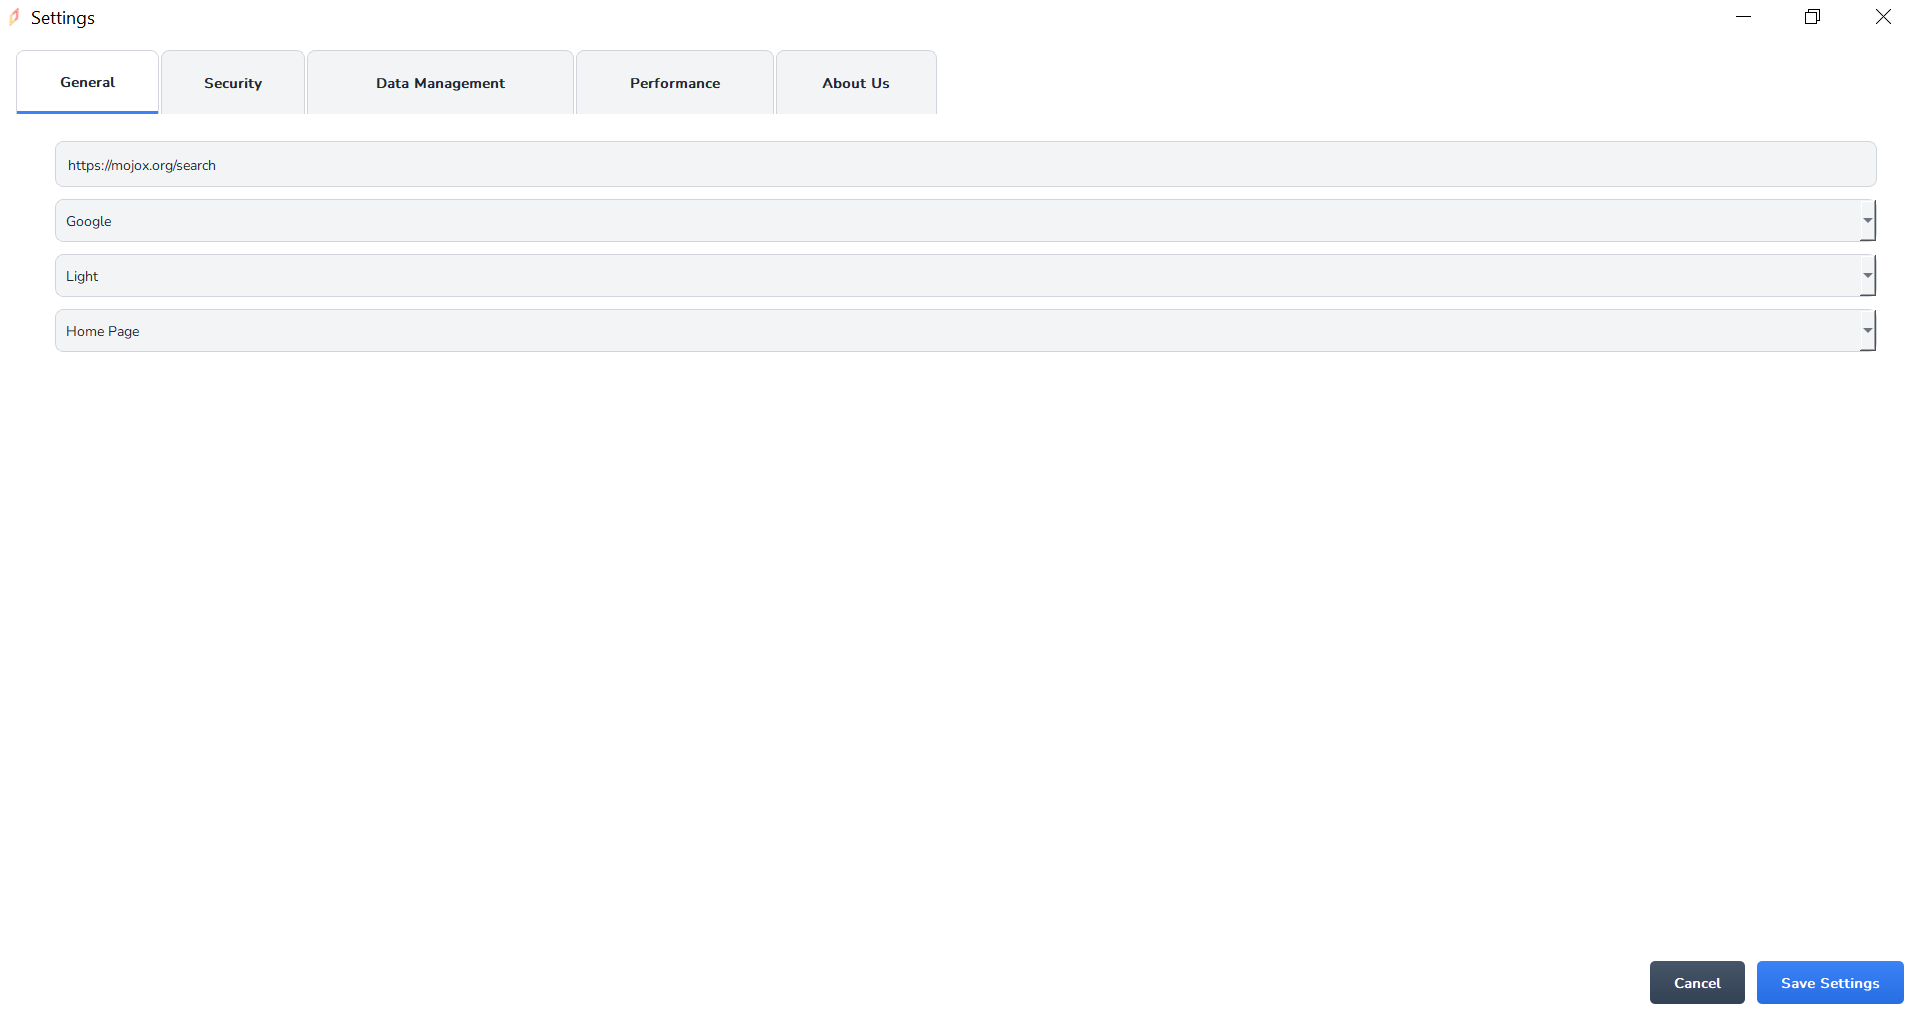 Settings
General
Security
Data Management
Performance
About Us
https://mojox.org/search
Google
Light
Home Page
Cancel
Save Settings